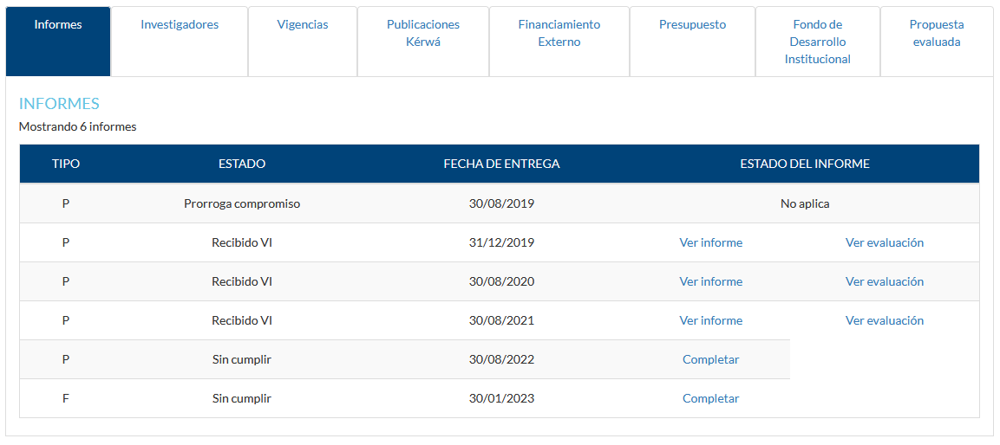 Informes
Investigadores
Vigencias
Publicaciones
Kérwá
Financiamiento
Externo
Presupuesto
Fondo de
Desarrollo
Institucional
Propuesta
evaluada
INFORMES
Mostrando 6 informes
TIPO ESTADO FECHA DE ENTREGA ESTADO DEL INFORME
P Prorroga compromiso 30/08/2019 No aplica
P Recibido VI 31/12/2019 Ver informe Ver evaluación
P Recibido VI 30/08/2020 Ver informe Ver evaluación
P Recibido VI 30/08/2021 Ver informe Ver evaluación
P Sin cumplir 30/08/2022 Completar
F Sin cumplir 30/01/2023 Completar